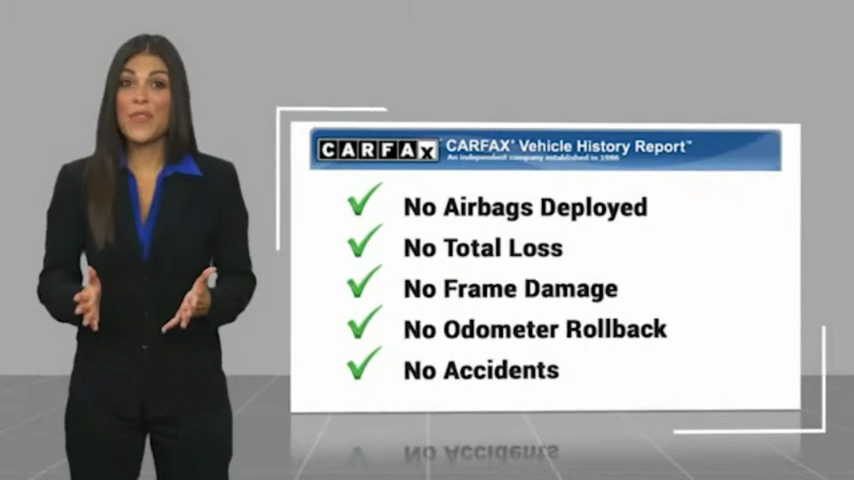 CARFAX
CARFAX® Vehicle History Report™
An independent company established in 1986
No Airbags Deployed
No Total Loss
No Frame Damage
No Odometer Rollback
No Accidents